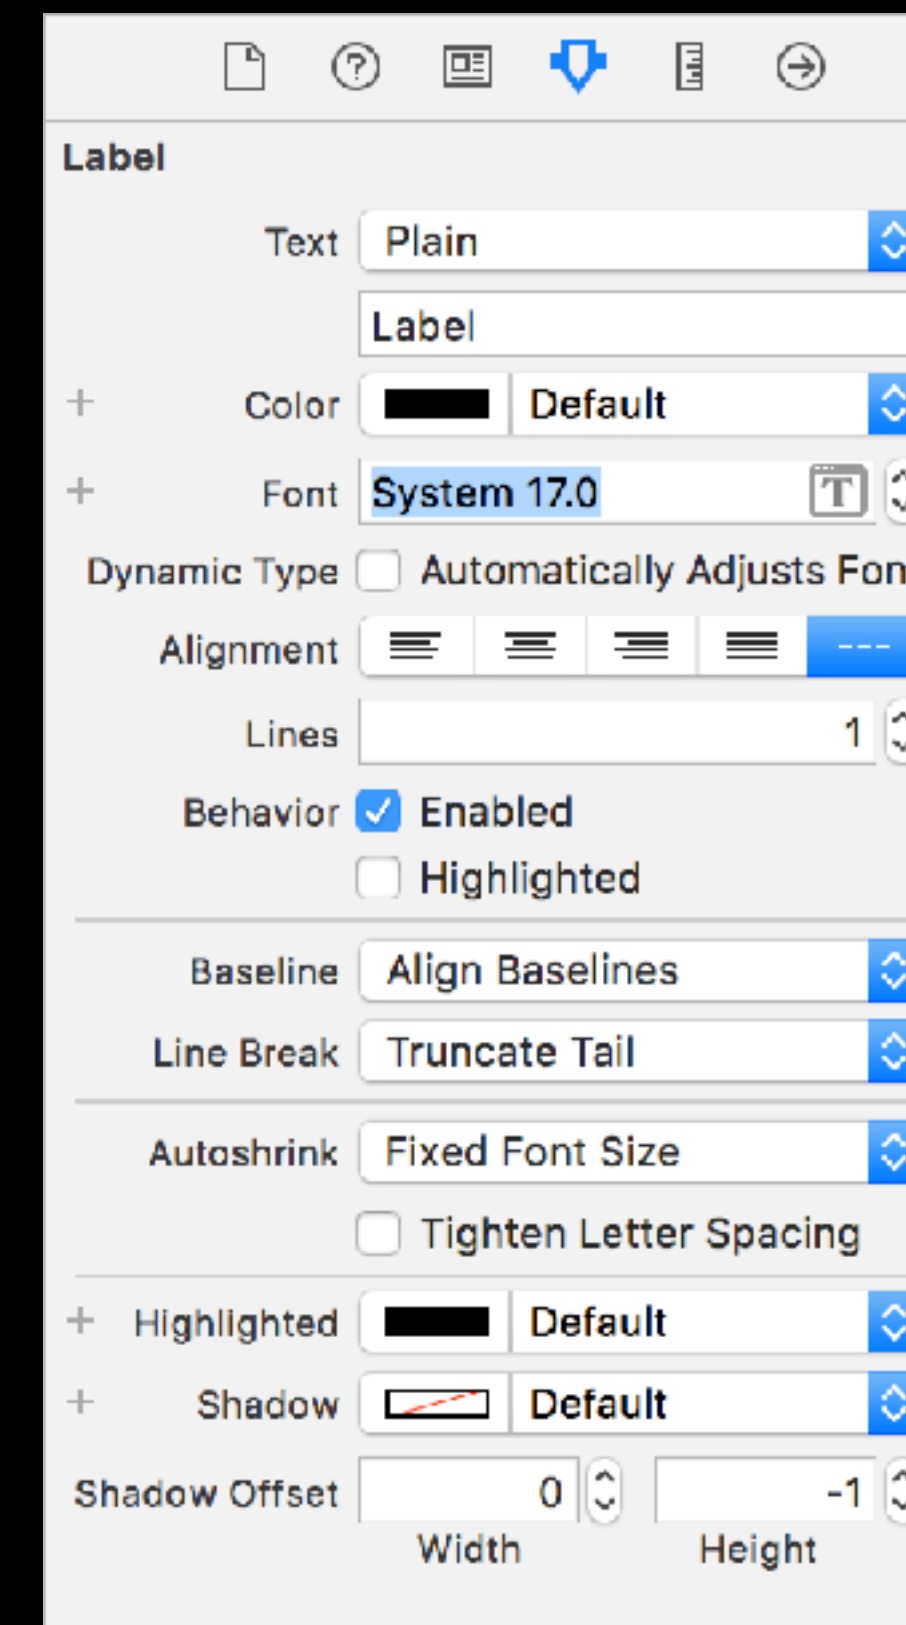 Label
Text Plain
Label
Color Default
Font System 17.0 T
Dynamic Type Automatically Adjusts Fon
Alignment ---
Lines 1
Behavior Enabled
Highlighted
Baseline Align Baselines
Line Break Truncate Tail
Autoshrink Fixed Font Size
Tighten Letter Spacing
Highlighted Default
Shadow Default
Shadow Offset 0 -1
Width Height